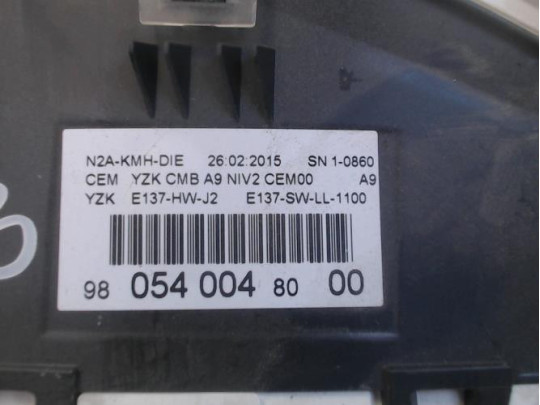 N2A-KMH-DIE 26:02:2015 SN 1-0860
CEM YZK CMB A9 NIV2 CEM00 A9
YZK E137-HW-J2 E137-SW-LL-1100
98 054 004 80 00